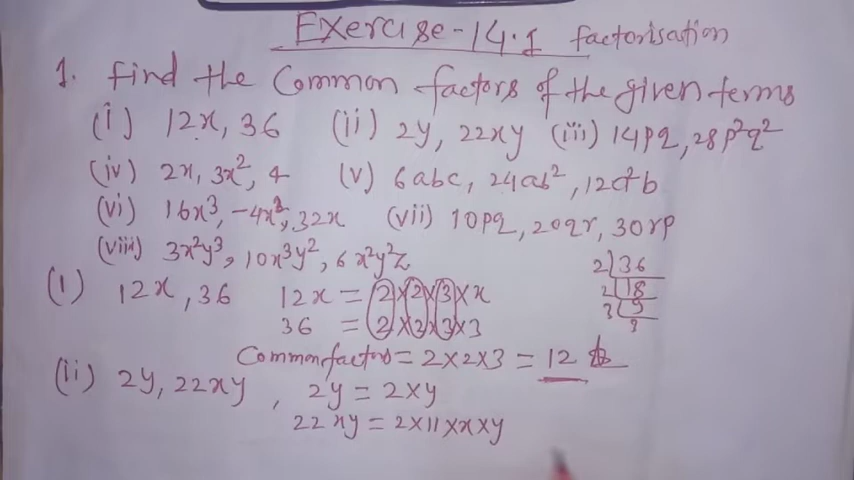 Exercise-14.1 factorisation
1. Find the Common factors of the given terms
(i) 12x, 36 (ii) 2y, 22xy (iii) 14pq, 28p²q²
(iv) 2x, 3x², 4 (v) 6abc, 24ab², 12a²b
(vi) 16x³, -4x², 32x (vii) 10pq, 20qr, 30rp
(viii) 3x²y³, 10x³y², 6x²y²z
(1) 12x, 36 12x = 2×2×3×x
36 = 2×2×3×3
2 36
2 18
3 9
3
Common factors = 2×2×3 = 12
(ii) 2y, 22xy, 2y = 2×y
22xy = 2×11×x×y